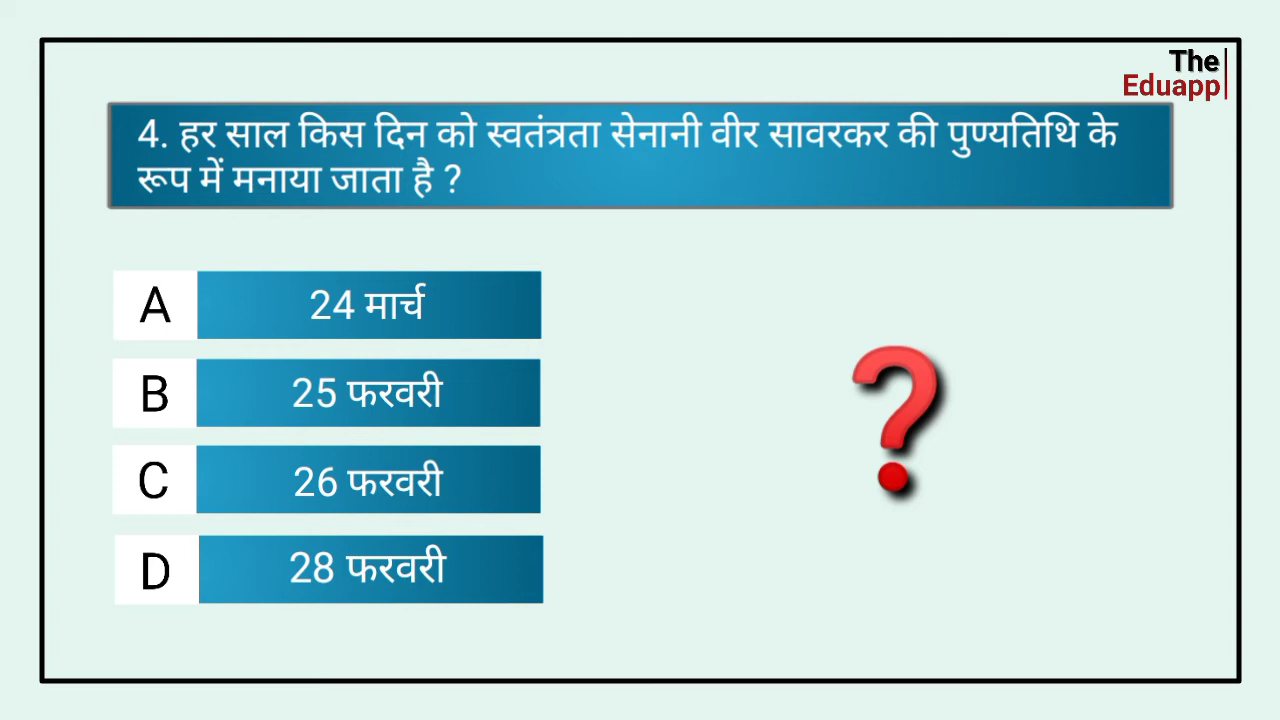 The
Eduapp
4. हर साल किस दिन को स्वतंत्रता सेनानी वीर सावरकर की पुण्यतिथि के
रूप में मनाया जाता है ?
A 24 मार्च
B 25 फरवरी
C 26 फरवरी
D 28 फरवरी